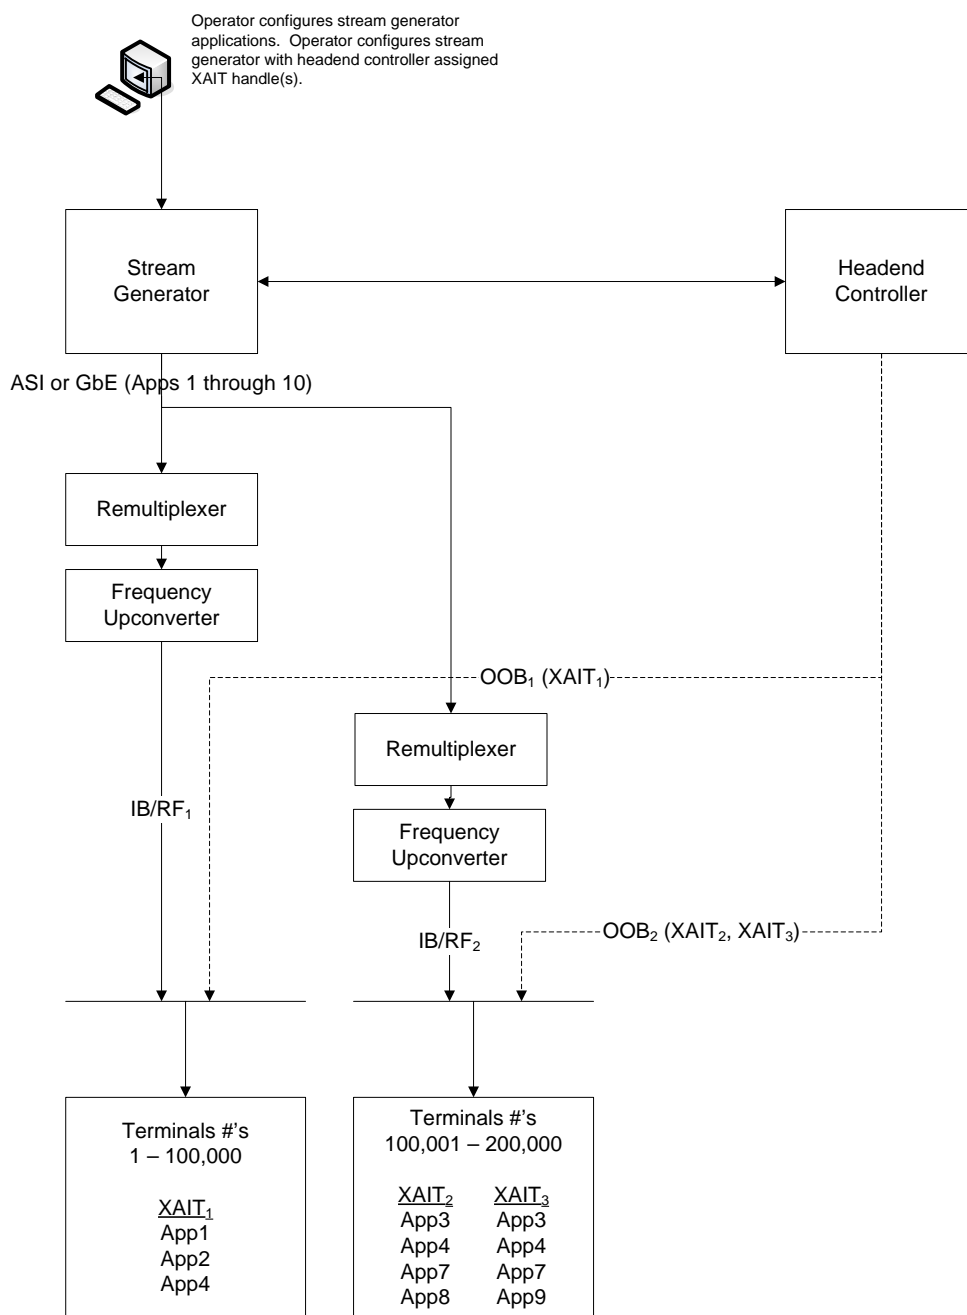 Operator configures stream generator
applications.  Operator configures stream
generator with headend controller assigned
XAIT handle(s).
Stream
Generator
Headend
Controller
ASI or GbE (Apps 1 through 10)
Remultiplexer
Frequency
Upconverter
OOB₁ (XAIT₁)
Remultiplexer
IB/RF₁
Frequency
Upconverter
OOB₂ (XAIT₂, XAIT₃)
IB/RF₂
Terminals #'s
1 – 100,000
XAIT₁
App1
App2
App4
Terminals #'s
100,001 – 200,000
XAIT₂ XAIT₃
App3 App3
App4 App4
App7 App7
App8 App9